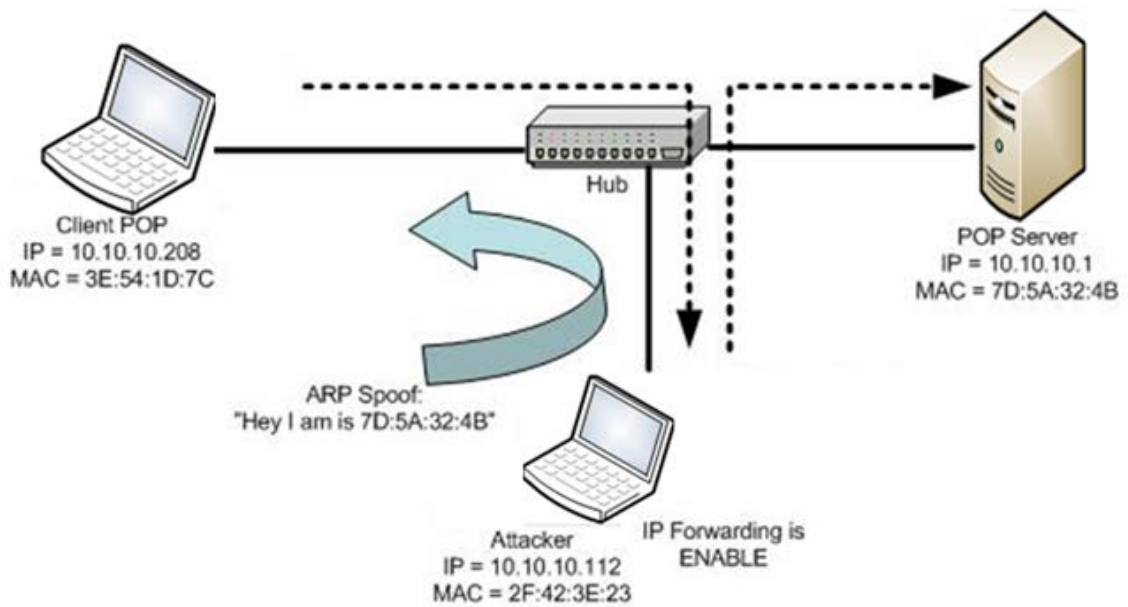 Hub
Client POP
IP = 10.10.10.208
MAC = 3E:54:1D:7C
POP Server
IP = 10.10.10.1
MAC = 7D:5A:32:4B
ARP Spoof:
"Hey I am is 7D:5A:32:4B"
Attacker
IP = 10.10.10.112
MAC = 2F:42:3E:23
IP Forwarding is
ENABLE